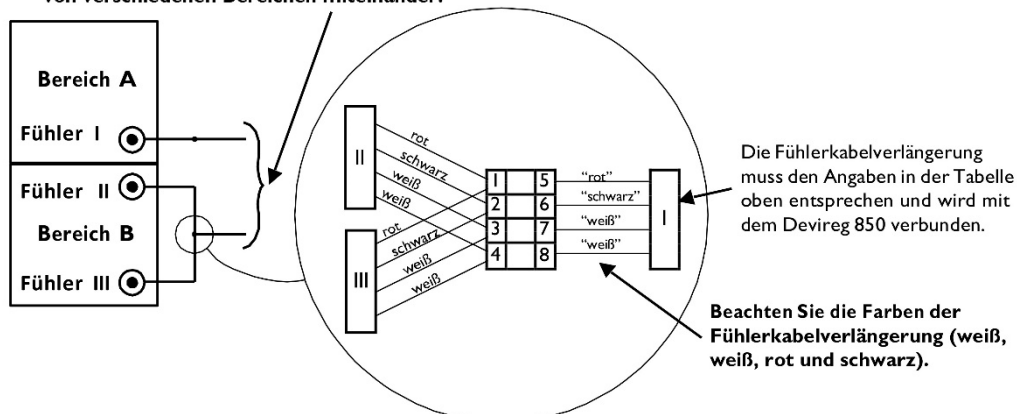 von verschiedenen Bereichen miteinander.
Bereich A
Fühler I
Fühler II
Bereich B
Fühler III
II
rot
schwarz
weiß
weiß
III
rot
schwarz
weiß
weiß
1 5
2 6
3 7
4 8
"rot"
"schwarz"
"weiß"
"weiß"
I
Die Fühlerkabelverlängerung
muss den Angaben in der Tabelle
oben entsprechen und wird mit
dem Devireg 850 verbunden.
Beachten Sie die Farben der
Fühlerkabelverlängerung (weiß,
weiß, rot und schwarz).